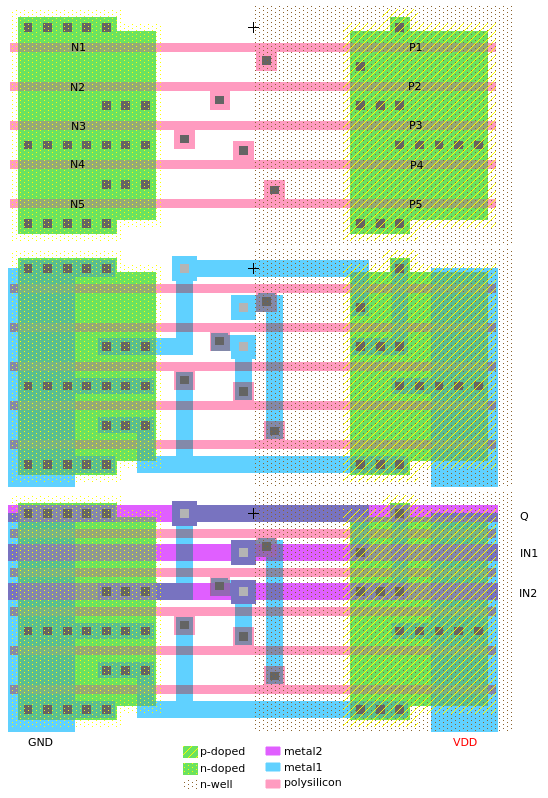 N1 P1
N2 P2
N3 P3
N4 P4
N5 P5
Q
IN1
IN2
GND VDD
p-doped metal2
n-doped metal1
n-well polysilicon